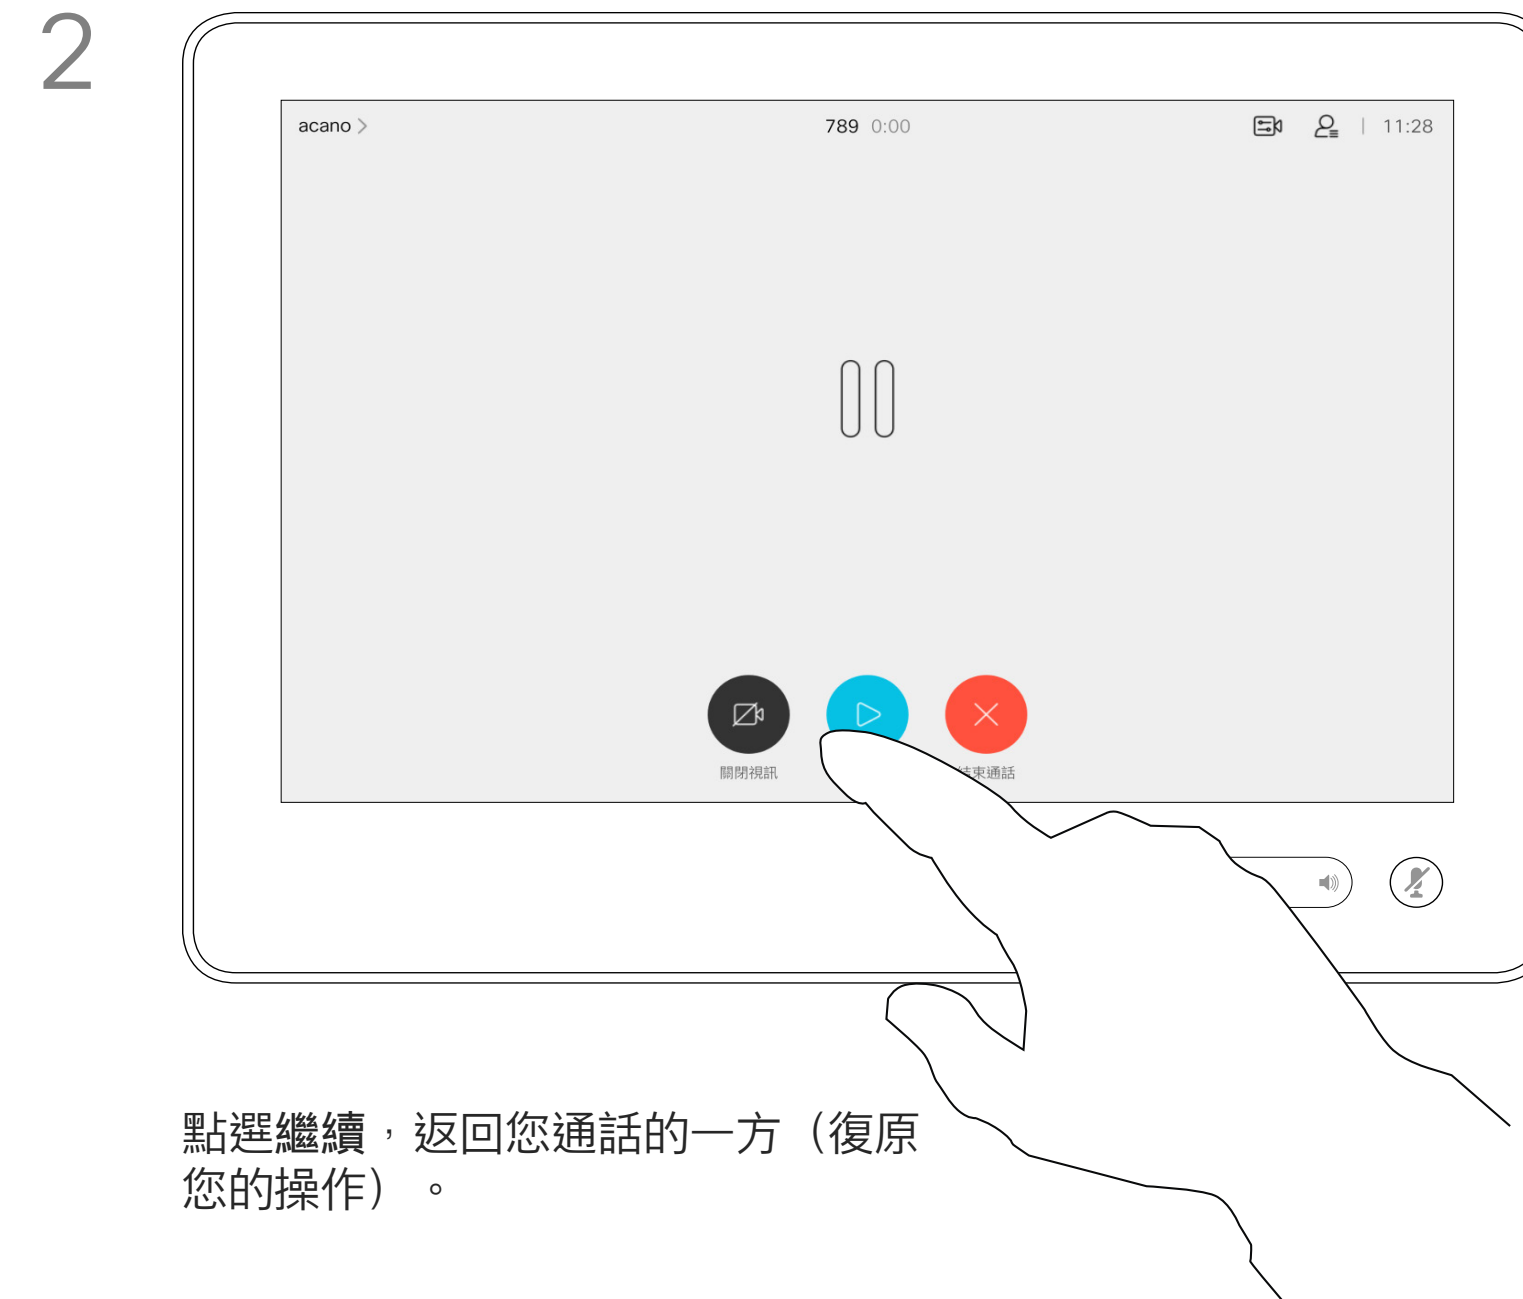 2
acano
789 0:00
11:28
關閉視訊
結束通話
點選繼續，返回您通話的一方（復原
您的操作）。